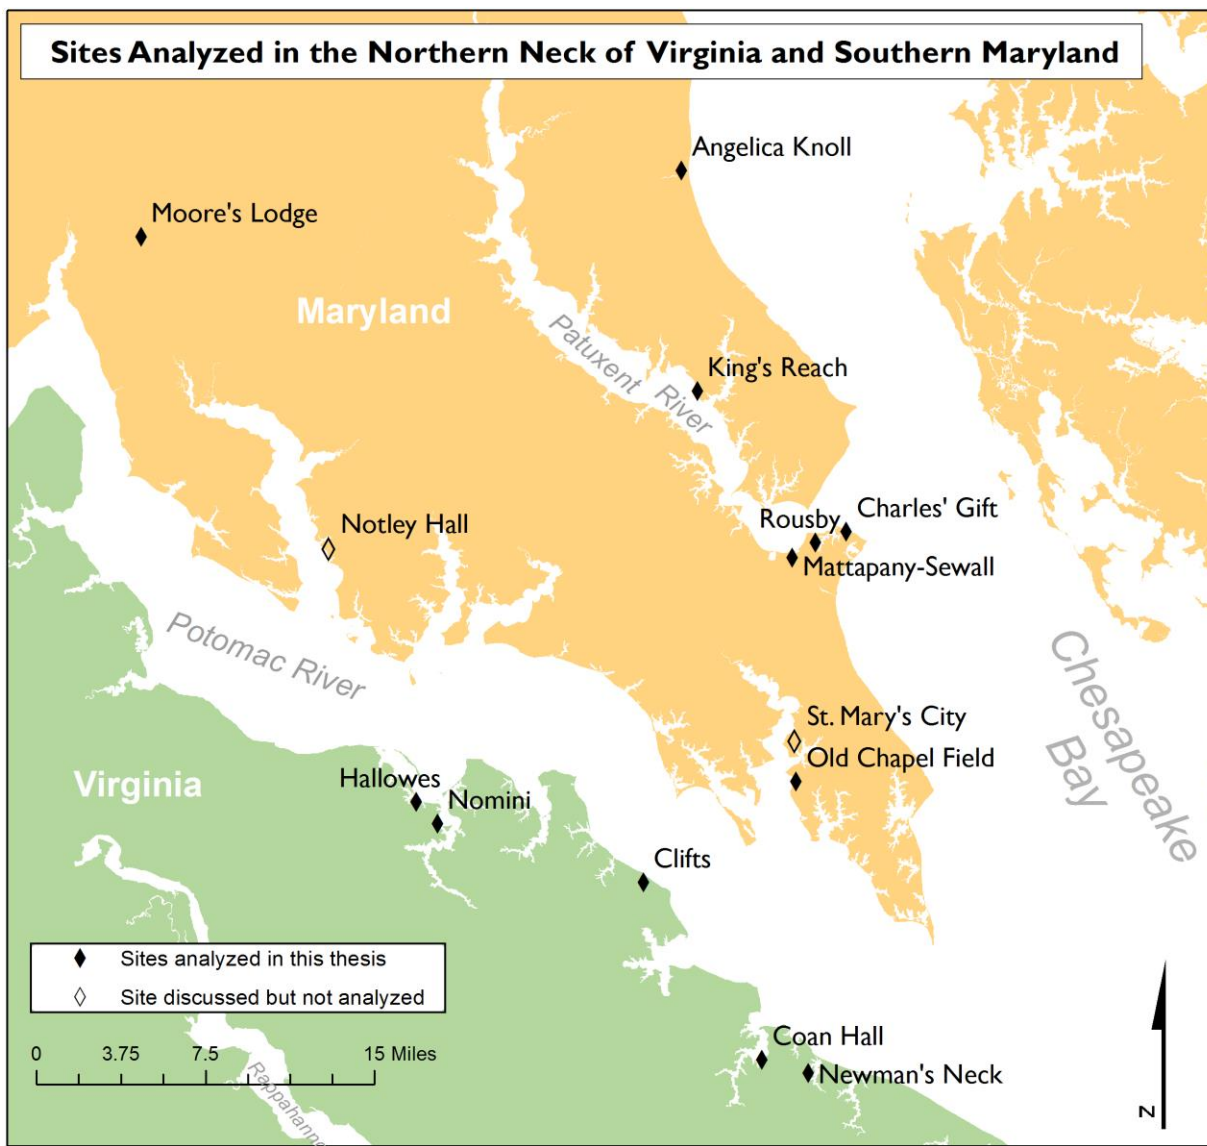 Sites Analyzed in the Northern Neck of Virginia and Southern Maryland
Angelica Knoll
Moore's Lodge
Maryland
Patuxent River
King's Reach
Charles' Gift
Rousby
Notley Hall
Mattapany-Sewall
Potomac River
Chesapeake
Bay
St. Mary's City
Old Chapel Field
Virginia
Hallowes
Nomini
Clifts
Sites analyzed in this thesis
Site discussed but not analyzed
0 3.75 7.5 15 Miles
Coan Hall
Newman's Neck
Rappahanno
N